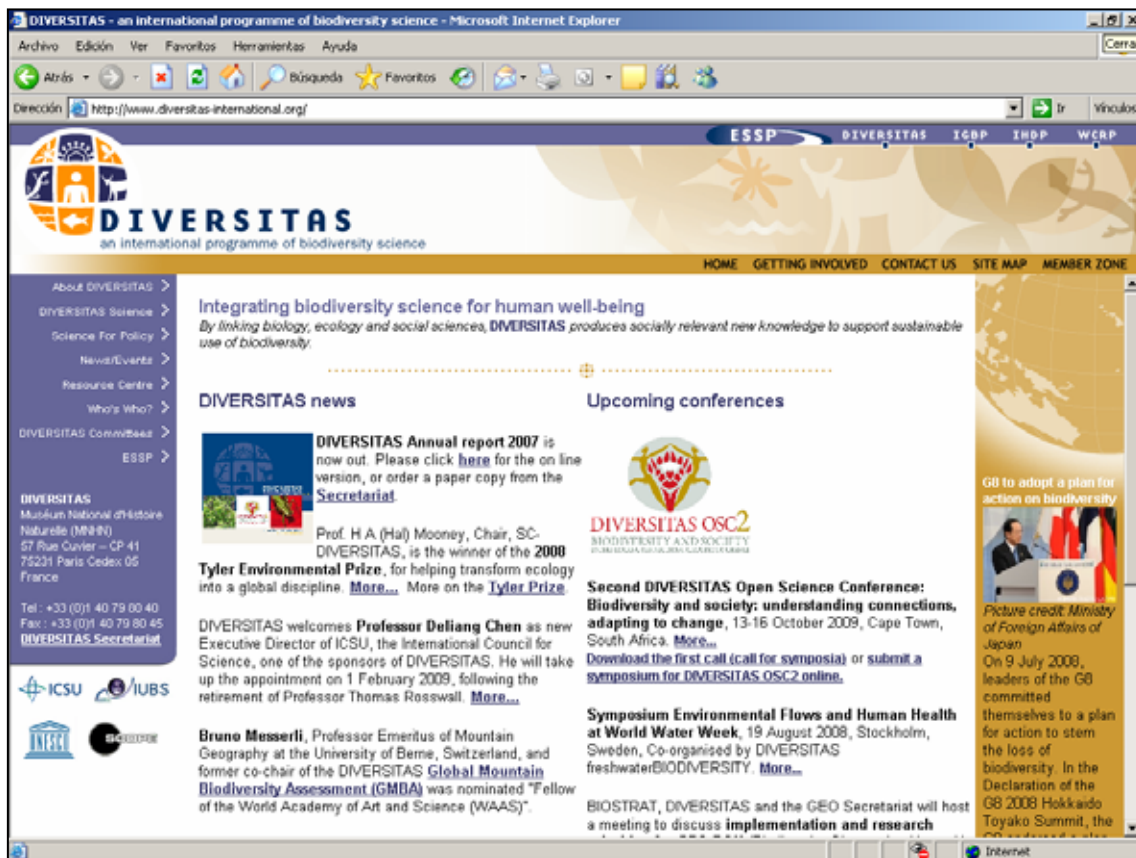 DIVERSITAS - an international programme of biodiversity science - Microsoft Internet Explorer
Archivo Edición Ver Favoritos Herramientas Ayuda
Cerra
Atrás Búsqueda Favoritos
Dirección http://www.diversitas-international.org/ Ir Vínculos
ESSP DIVERSITAS IGBP IHDP WCRP
DIVERSITAS
an international programme of biodiversity science
HOME GETTING INVOLVED CONTACT US SITE MAP MEMBER ZONE
About DIVERSITAS >
DIVERSITAS Science >
Science For Policy >
News/Events >
Resource Centre >
Who's Who? >
DIVERSITAS Committees >
ESSP >
DIVERSITAS
Muséum National d'Histoire
Naturelle (MNHN)
57 Rue Cuvier – CP 41
75231 Paris Cedex 05
France
Tel : +33 (0)1 40 79 80 40
Fax : +33 (0)1 40 79 80 45
DIVERSITAS Secretariat
ICSU IUBS
UNESCO SCOPE
Integrating biodiversity science for human well-being
By linking biology, ecology and social sciences, DIVERSITAS produces socially relevant new knowledge to support sustainable
use of biodiversity.
DIVERSITAS news
DIVERSITAS Annual report 2007 is
now out. Please click here for the on line
version, or order a paper copy from the
Secretariat.
Prof. H A (Hal) Mooney, Chair, SC-
DIVERSITAS, is the winner of the 2008
Tyler Environmental Prize, for helping transform ecology
into a global discipline. More... More on the Tyler Prize.
DIVERSITAS welcomes Professor Deliang Chen as new
Executive Director of ICSU, the International Council for
Science, one of the sponsors of DIVERSITAS. He will take
up the appointment on 1 February 2009, following the
retirement of Professor Thomas Rosswall. More...
Bruno Messerli, Professor Emeritus of Mountain
Geography at the University of Berne, Switzerland, and
former co-chair of the DIVERSITAS Global Mountain
Biodiversity Assessment (GMBA) was nominated "Fellow
of the World Academy of Art and Science (WAAS)".
Upcoming conferences
DIVERSITAS OSC2
BIODIVERSITY AND SOCIETY
Second DIVERSITAS Open Science Conference:
Biodiversity and society: understanding connections,
adapting to change, 13-16 October 2009, Cape Town,
South Africa. More...
Download the first call (call for symposia) or submit a
symposium for DIVERSITAS OSC2 online.
Symposium Environmental Flows and Human Health
at World Water Week, 19 August 2008, Stockholm,
Sweden, Co-organised by DIVERSITAS
freshwaterBIODIVERSITY. More...
BIOSTRAT, DIVERSITAS and the GEO Secretariat will host
a meeting to discuss implementation and research
G8 to adopt a plan for
action on biodiversity
Picture credit: Ministry
of Foreign Affairs of
Japan
On 9 July 2008,
leaders of the G8
committed
themselves to a plan
for action to stem
the loss of
biodiversity. In the
Declaration of the
G8 2008 Hokkaido
Toyako Summit, the
Internet